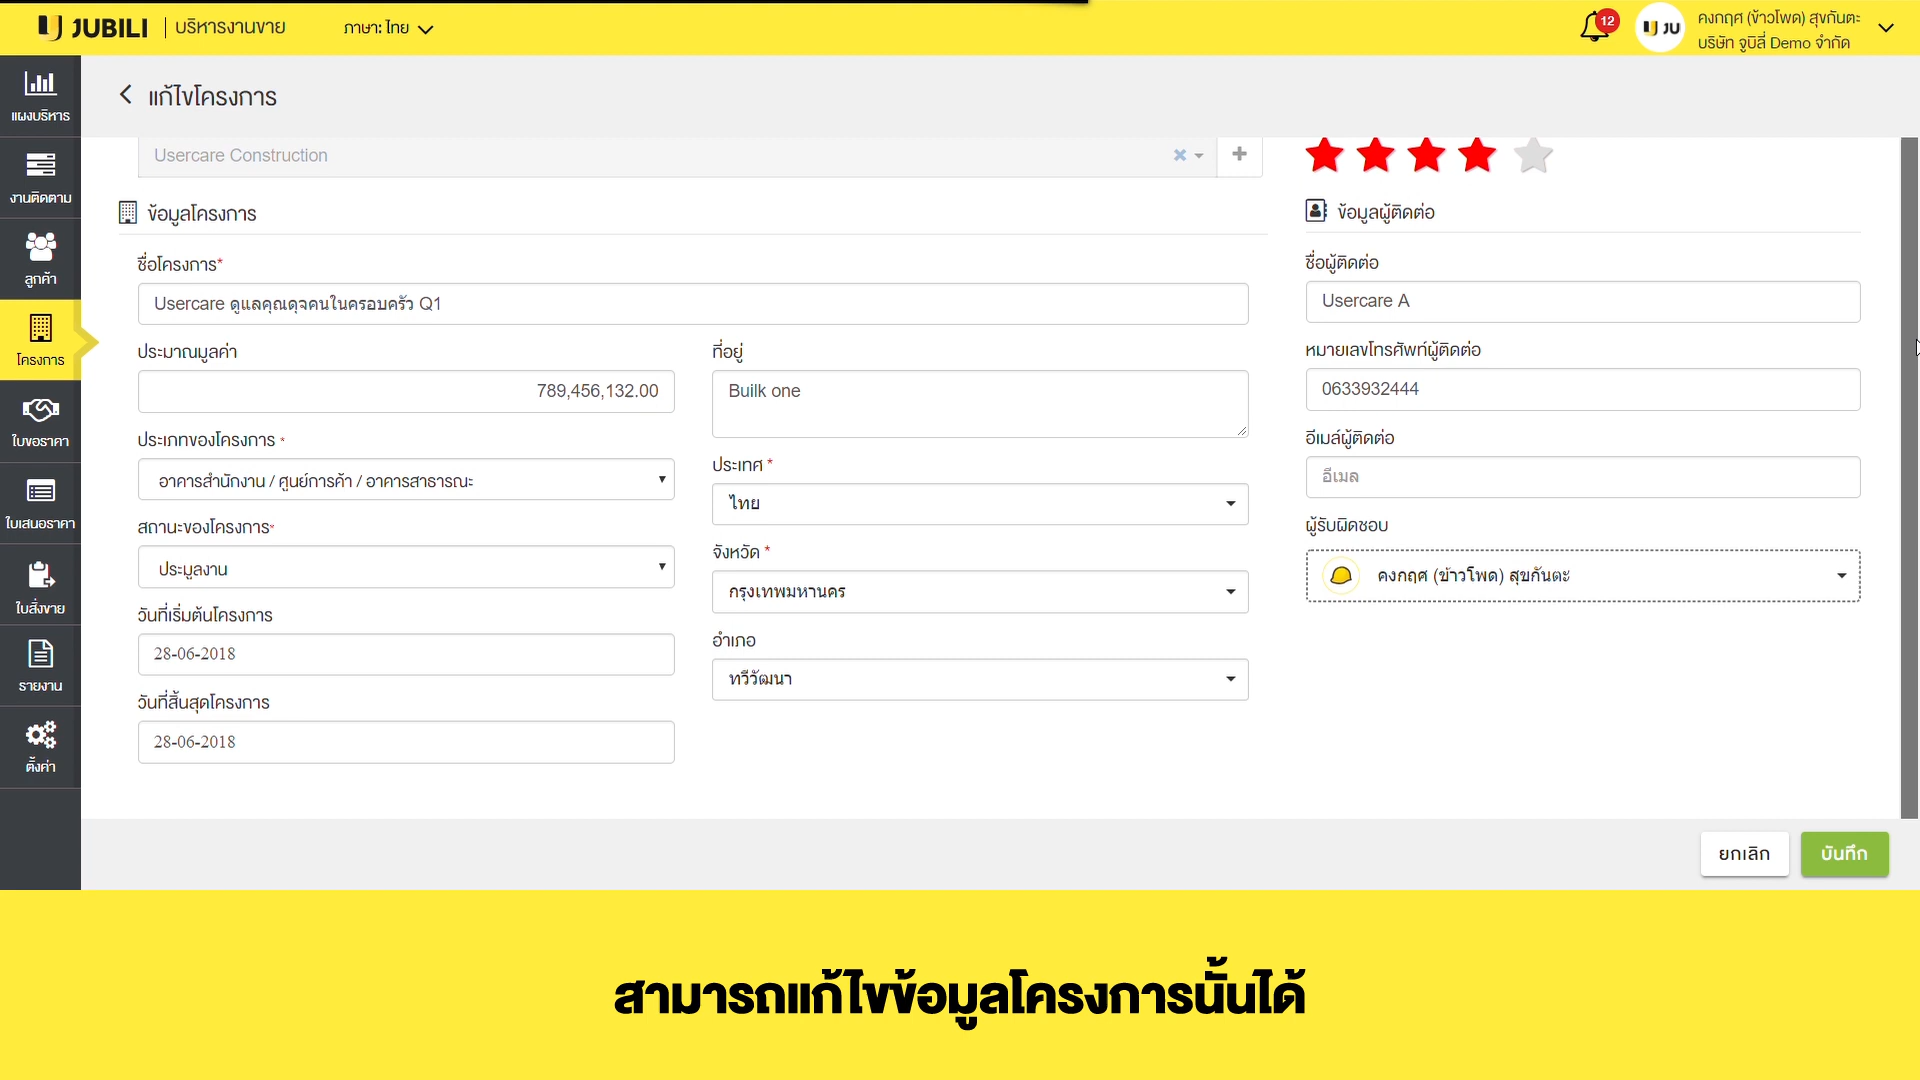 JUBILI บริหารงานขาย ภาษา: ไทย
12
JU
คงกฤศ (ข้าวโพด) สุขกันตะ
บริษัท จูบิลี่ Demo จำกัด
แผงบริหาร
งานติดตาม
ลูกค้า
โครงการ
ใบขอราคา
ใบเสนอราคา
ใบสั่งขาย
รายงาน
ตั้งค่า
แก้ไขโครงการ
Usercare Construction
ข้อมูลโครงการ
ชื่อโครงการ*
Usercare ดูแลคุณดุจคนในครอบครัว Q1
ประมาณมูลค่า
789,456,132.00
ประเภทของโครงการ *
อาคารสำนักงาน / ศูนย์การค้า / อาคารสาธารณะ
สถานะของโครงการ*
ประมูลงาน
วันที่เริ่มต้นโครงการ
28-06-2018
วันที่สิ้นสุดโครงการ
28-06-2018
ที่อยู่
Builk one
ประเทศ *
ไทย
จังหวัด *
กรุงเทพมหานคร
อำเภอ
ทวีวัฒนา
ข้อมูลผู้ติดต่อ
ชื่อผู้ติดต่อ
Usercare A
หมายเลขโทรศัพท์ผู้ติดต่อ
0633932444
อีเมล์ผู้ติดต่อ
อีเมล
ผู้รับผิดชอบ
คงกฤศ (ข้าวโพด) สุขกันตะ
ยกเลิก
บันทึก
สามารถแก้ไขข้อมูลโครงการนั้นได้